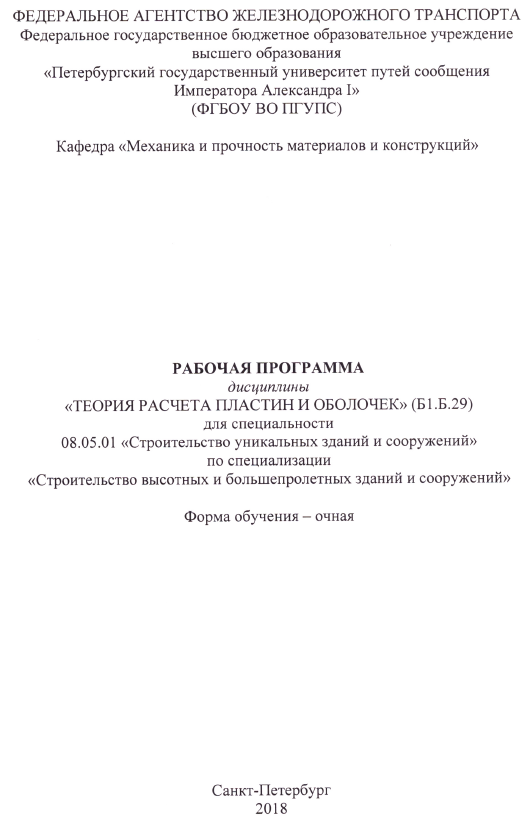 ФЕДЕРАЛЬНОЕ АГЕНТСТВО ЖЕЛЕЗНОДОРОЖНОГО ТРАНСПОРТА
Федеральное государственное бюджетное образовательное учреждение
высшего образования
«Петербургский государственный университет путей сообщения
Императора Александра I»
(ФГБОУ ВО ПГУПС)
Кафедра «Механика и прочность материалов и конструкций»
РАБОЧАЯ ПРОГРАММА
дисциплины
«ТЕОРИЯ РАСЧЕТА ПЛАСТИН И ОБОЛОЧЕК» (Б1.Б.29)
для специальности
08.05.01 «Строительство уникальных зданий и сооружений»
по специализации
«Строительство высотных и большепролетных зданий и сооружений»
Форма обучения – очная
Санкт-Петербург
2018